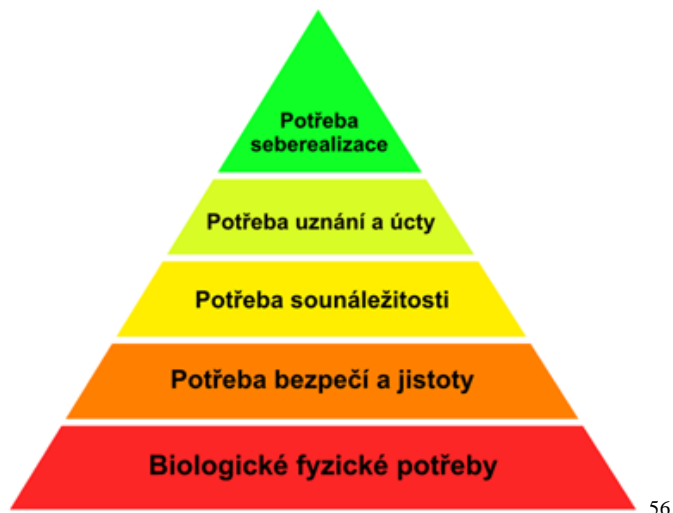 Potřeba
seberealizace
Potřeba uznání a úcty
Potřeba sounáležitosti
Potřeba bezpečí a jistoty
Biologické fyzické potřeby
56